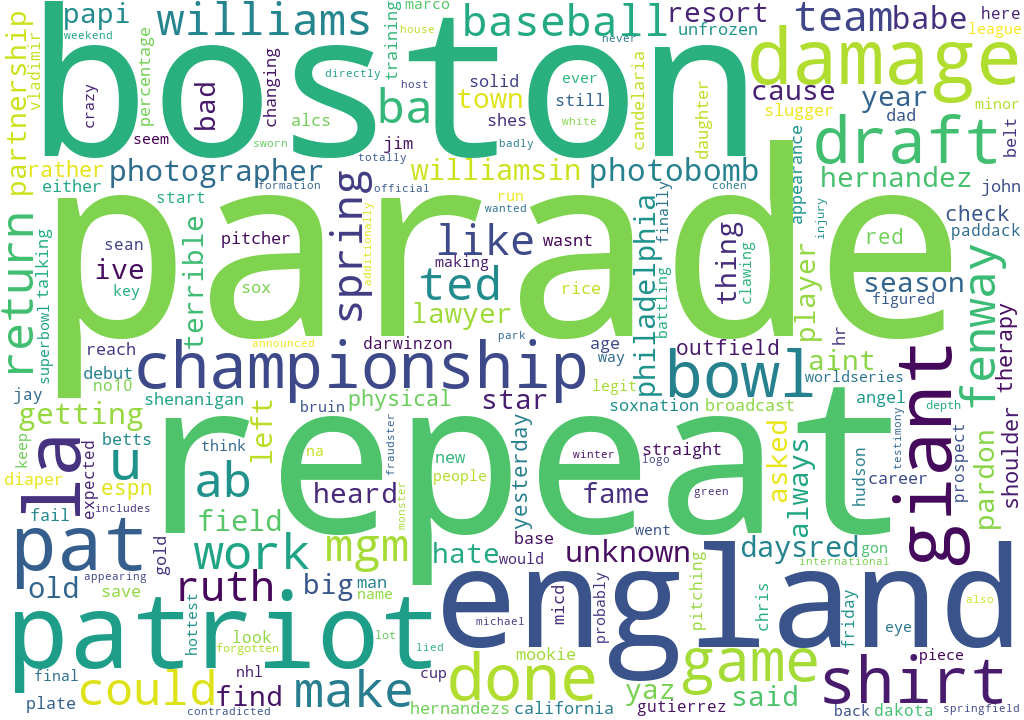 boston
parade
repeat
england
patriot
damage
championship
draft
giant
shirt
bowl
game
done
pat
la
u
ab
ba
papi
weekend
vladimir
partnership
williams
crazy
percentage
seem
bad
changing
sworn
alcs
training
marco
house
directly
host
jim
baseball
solid
town
shes
badly
never
ever
still
white
resort
unfrozen
candelaria
daughter
cause
slugger
team
babe
here
league
year
dad
minor
belt
rather
either
photographer
formation
start
official
totally
williamsin
run
wanted
photobomb
cohen
appearance
hernandez
john
check
paddack
injury
return
superbowl
talking
sean
ive
key
terrible
pitcher
sox
spring
additionally
like
making
ted
wasnt
rice
lawyer
philadelphia
finally
battling
thing
clawing
player
red
season
figured
fenway
therapy
reach
debut
announced
darwinzon
park
age
way
outfield
hr
aint
worldseries
jay
no10
shenanigan
physical
star
legit
soxnation
broadcast
angel
depth
getting
left
bruin
betts
think
na
fraudster
new
people
yesterday
winter
logo
straight
green
asked
always
hudson
career
testimony
prospect
pardon
shoulder
keep
diaper
expected
espn
includes
fail
field
heard
monster
fame
went
base
would
unknown
daysred
gon
international
gold
work
mgm
hate
old
appearing
save
ruth
big
man
name
hottest
michael
micd
probably
pitching
chris
friday
eye
also
look
forgotten
lot
lied
final
plate
could
contradicted
nhl
find
make
cup
hernandezs
mookie
california
yaz
gutierrez
said
back
dakota
piece
springfield